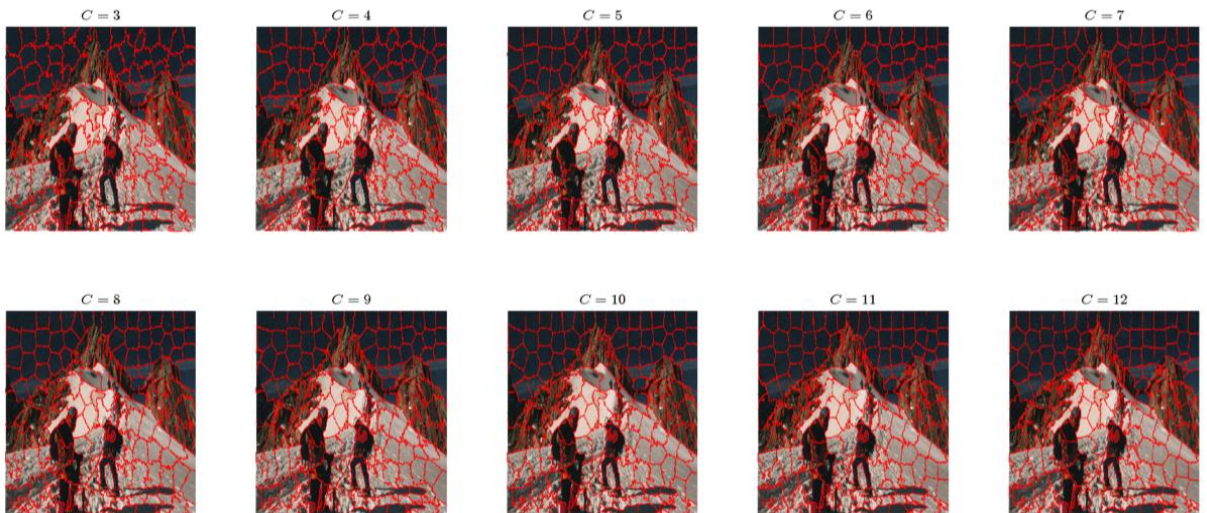 C = 3 C = 4 C = 5 C = 6 C = 7
C = 8 C = 9 C = 10 C = 11 C = 12